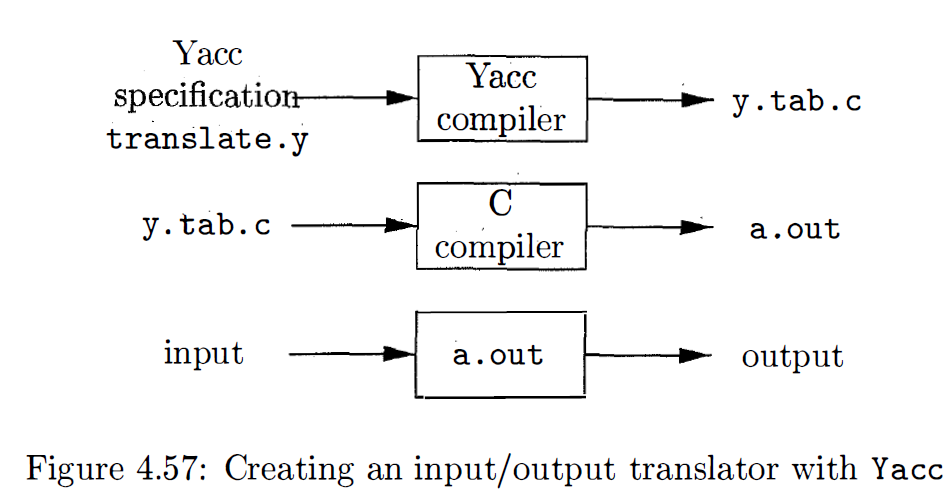 Yacc
specification
translate.y
Yacc
compiler
y.tab.c
y.tab.c
C
compiler
a.out
input
a.out
output
Figure 4.57: Creating an input/output translator with Yacc